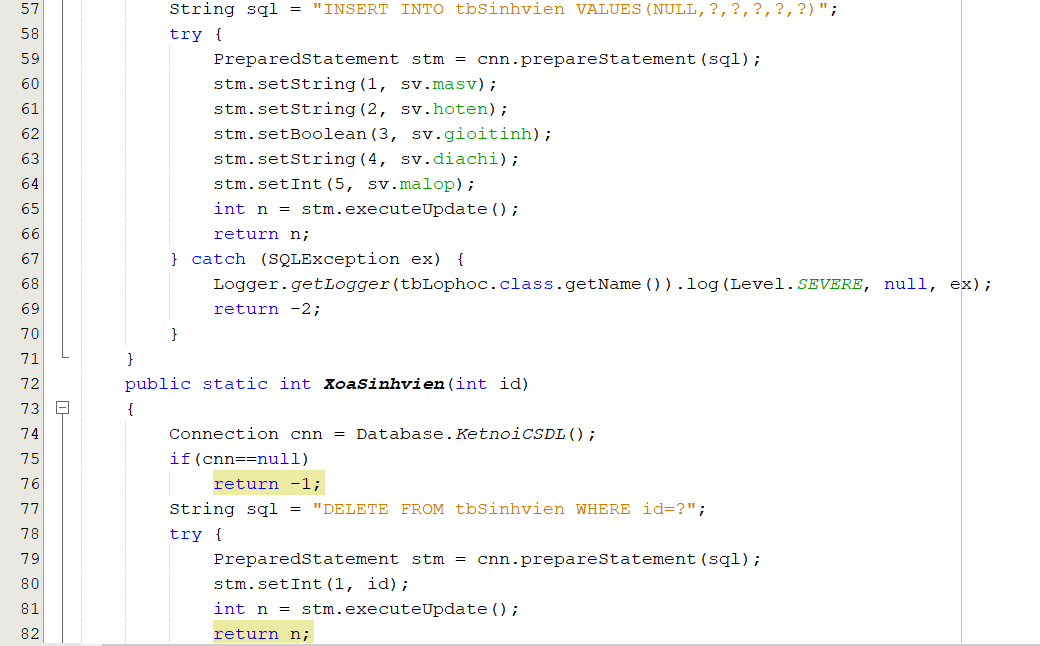 57 String sql = "INSERT INTO tbSinhvien VALUES(NULL,?,?,?,?,?)";
58 try {
59 PreparedStatement stm = cnn.prepareStatement(sql);
60 stm.setString(1, sv.masv);
61 stm.setString(2, sv.hoten);
62 stm.setBoolean(3, sv.gioitinh);
63 stm.setString(4, sv.diachi);
64 stm.setInt(5, sv.malop);
65 int n = stm.executeUpdate();
66 return n;
67 } catch (SQLException ex) {
68 Logger.getLogger(tbLophoc.class.getName()).log(Level.SEVERE, null, ex);
69 return -2;
70 }
71 }
72 public static int XoaSinhvien(int id)
73 {
74 Connection cnn = Database.KetnoiCSDL();
75 if(cnn==null)
76 return -1;
77 String sql = "DELETE FROM tbSinhvien WHERE id=?";
78 try {
79 PreparedStatement stm = cnn.prepareStatement(sql);
80 stm.setInt(1, id);
81 int n = stm.executeUpdate();
82 return n;